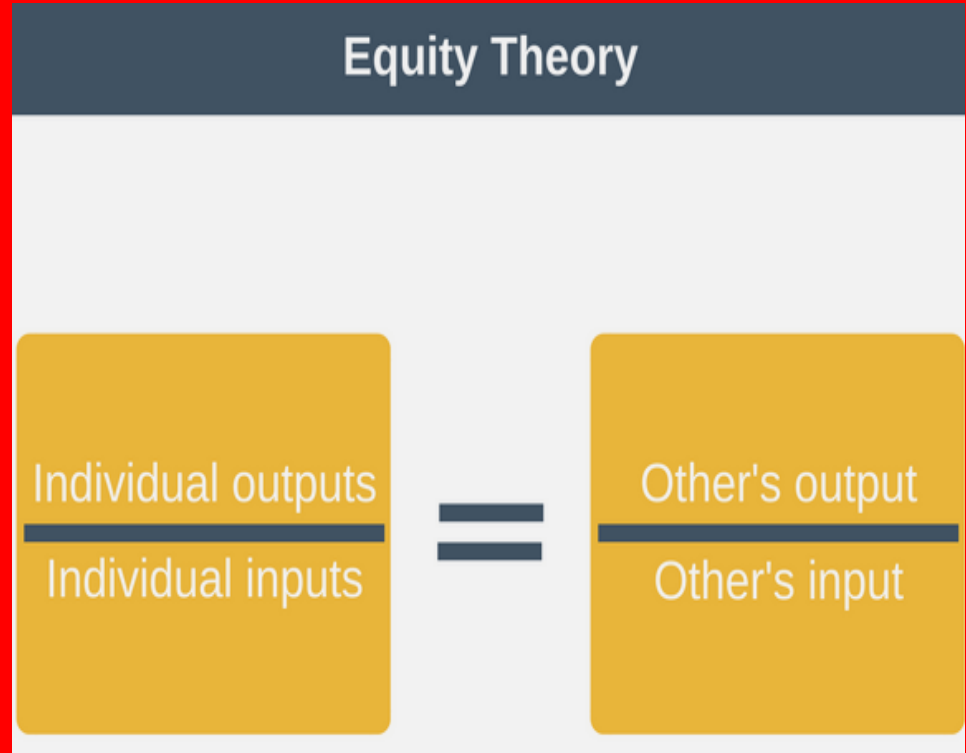 Equity Theory
Individual outputs
Individual inputs
=
Other's output
Other's input